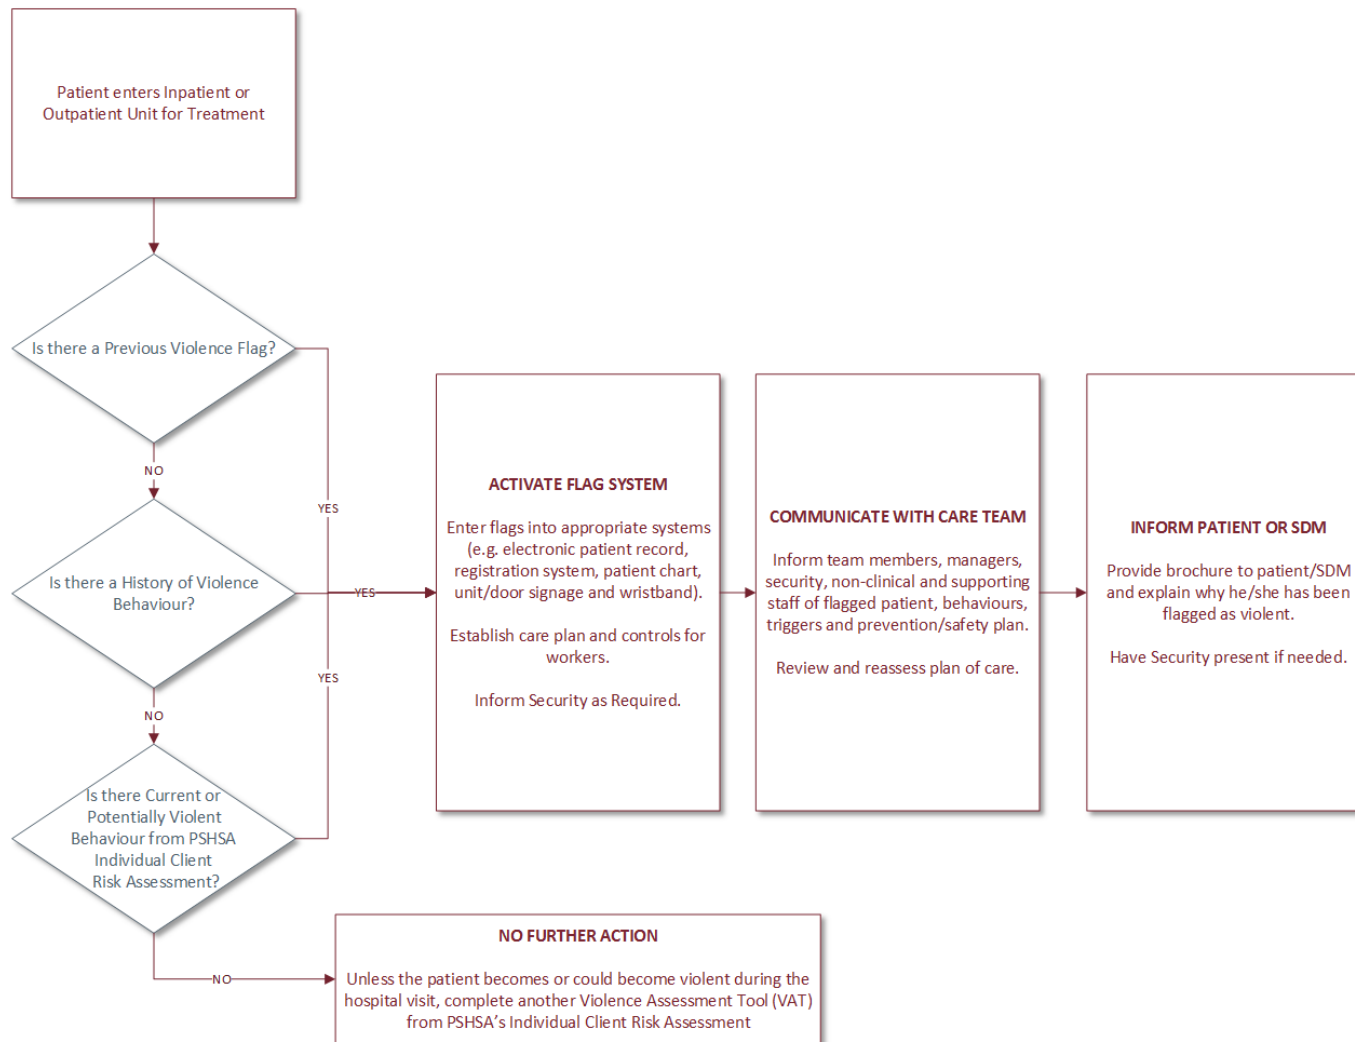 Patient enters Inpatient or
Outpatient Unit for Treatment
Is there a Previous Violence Flag?
NO
YES
Is there a History of Violence
Behaviour?
YES
YES
NO
Is there Current or
Potentially Violent
Behaviour from PSHSA
Individual Client
Risk Assessment?
NO
ACTIVATE FLAG SYSTEM
Enter flags into appropriate systems
(e.g. electronic patient record,
registration system, patient chart,
unit/door signage and wristband).
Establish care plan and controls for
workers.
Inform Security as Required.
COMMUNICATE WITH CARE TEAM
Inform team members, managers,
security, non-clinical and supporting
staff of flagged patient, behaviours,
triggers and prevention/safety plan.
Review and reassess plan of care.
INFORM PATIENT OR SDM
Provide brochure to patient/SDM
and explain why he/she has been
flagged as violent.
Have Security present if needed.
NO FURTHER ACTION
Unless the patient becomes or could become violent during the
hospital visit, complete another Violence Assessment Tool (VAT)
from PSHSA's Individual Client Risk Assessment